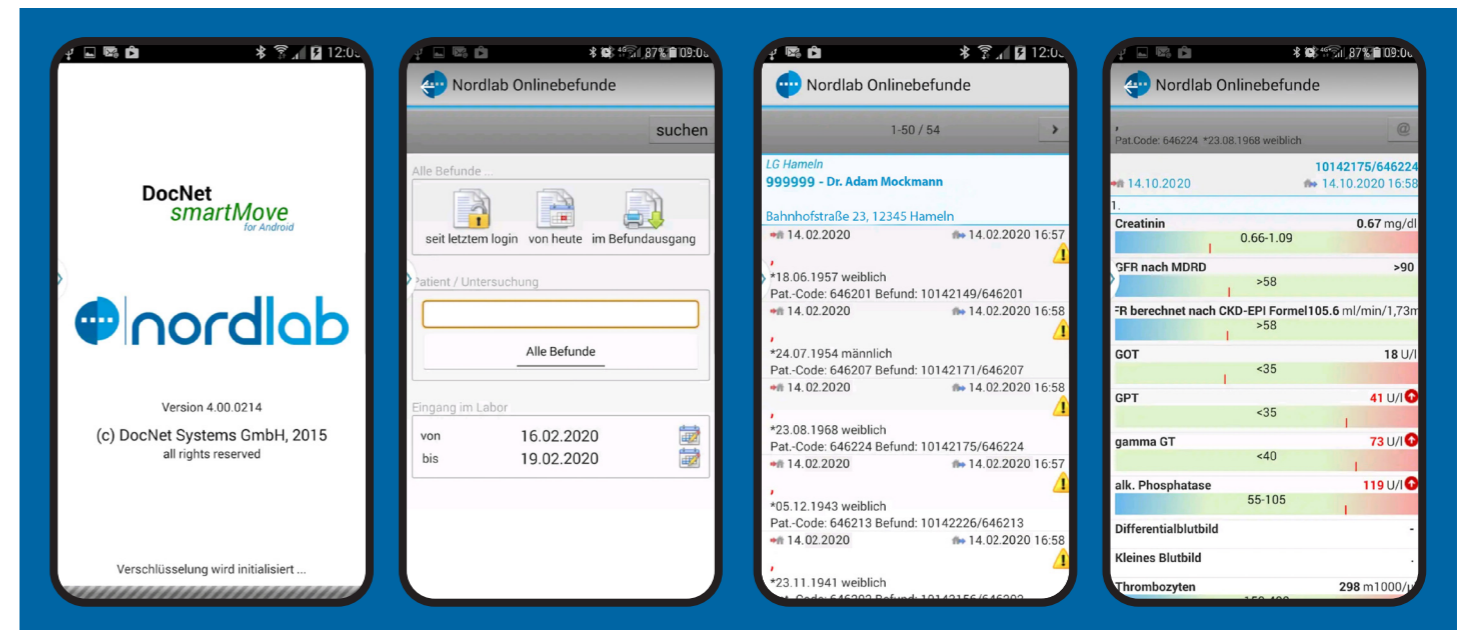 DocNet
smartMove
for Android
nordlab
Version 4.00.0214
(c) DocNet Systems GmbH, 2015
all rights reserved
Verschlüsselung wird initialisiert ...
87% 09:0
Nordlab Onlinebefunde
suchen
Alle Befunde ...
seit letztem login von heute im Befundausgang
Patient / Untersuchung
Alle Befunde
Eingang im Labor
von 16.02.2020
bis 19.02.2020
12:0
Nordlab Onlinebefunde
1-50 / 54
LG Hameln
999999 - Dr. Adam Mockmann
Bahnhofstraße 23, 12345 Hameln
14.02.2020 14.02.2020 16:57
,
*18.06.1957 weiblich
Pat.-Code: 646201 Befund: 10142149/646201
14.02.2020 14.02.2020 16:58
,
*24.07.1954 männlich
Pat.-Code: 646207 Befund: 10142171/646207
14.02.2020 14.02.2020 16:58
,
*23.08.1968 weiblich
Pat.-Code: 646224 Befund: 10142175/646224
14.02.2020 14.02.2020 16:57
,
*05.12.1943 weiblich
Pat.-Code: 646213 Befund: 10142226/646213
14.02.2020 14.02.2020 16:58
,
*23.11.1941 weiblich
87% 09:0
Nordlab Onlinebefunde
,
Pat.Code: 646224 *23.08.1968 weiblich @
10142175/646224
14.10.2020 14.10.2020 16:58
1.
Creatinin 0.67 mg/dl
0.66-1.09
GFR nach MDRD >90
>58
FR berechnet nach CKD-EPI Formel 105.6 ml/min/1,73m
>58
GOT 18 U/l
<35
GPT 41 U/l
<35
gamma GT 73 U/l
<40
alk. Phosphatase 119 U/l
55-105
Differentialblutbild -
Kleines Blutbild .
Thrombozyten 298 m1000/µ